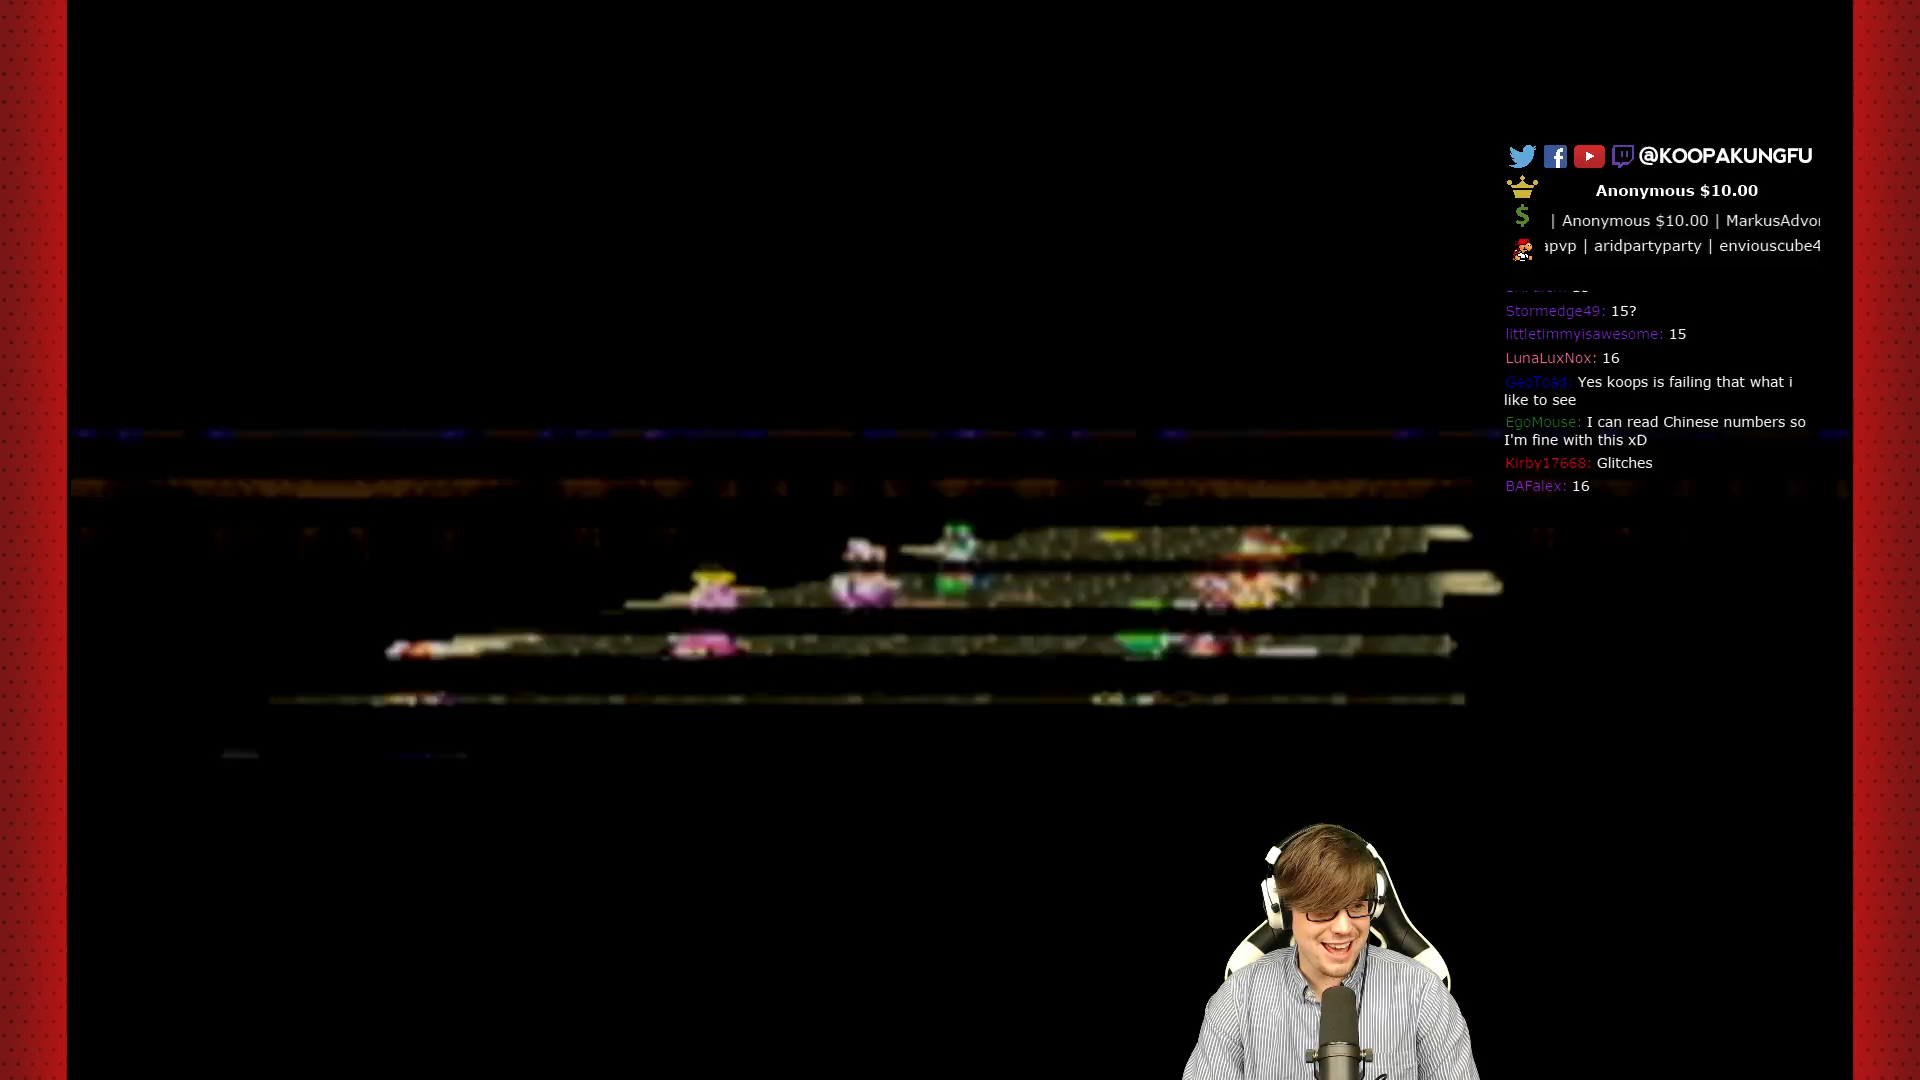 @KOOPAKUNGFU
Anonymous $10.00
| Anonymous $10.00 | MarkusAdvo
apvp | aridpartyparty | enviouscube4
Stormedge49: 15?
littletimmyisawesome: 15
LunaLuxNox: 16
GeoToad: Yes koops is failing that what i
like to see
EgoMouse: I can read Chinese numbers so
I'm fine with this xD
Kirby17668: Glitches
BAFalex: 16